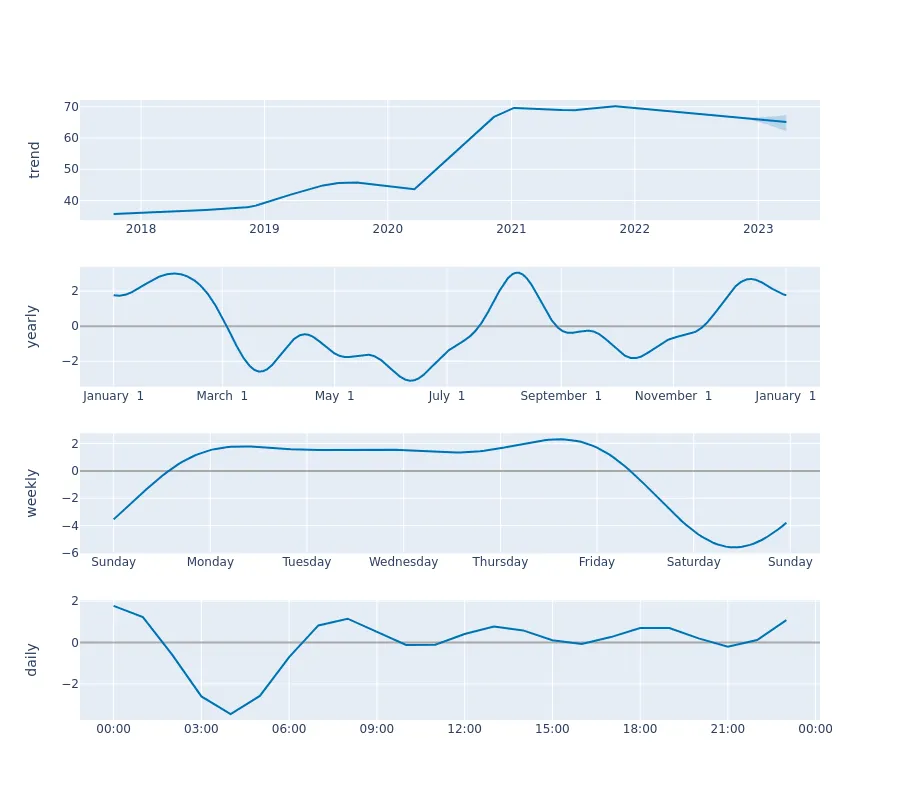 trend
70
60
50
40
2018 2019 2020 2021 2022 2023
yearly
2
0
−2
January 1 March 1 May 1 July 1 September 1 November 1 January 1
weekly
2
0
−2
−4
−6
Sunday Monday Tuesday Wednesday Thursday Friday Saturday Sunday
daily
2
0
−2
00:00 03:00 06:00 09:00 12:00 15:00 18:00 21:00 00:00